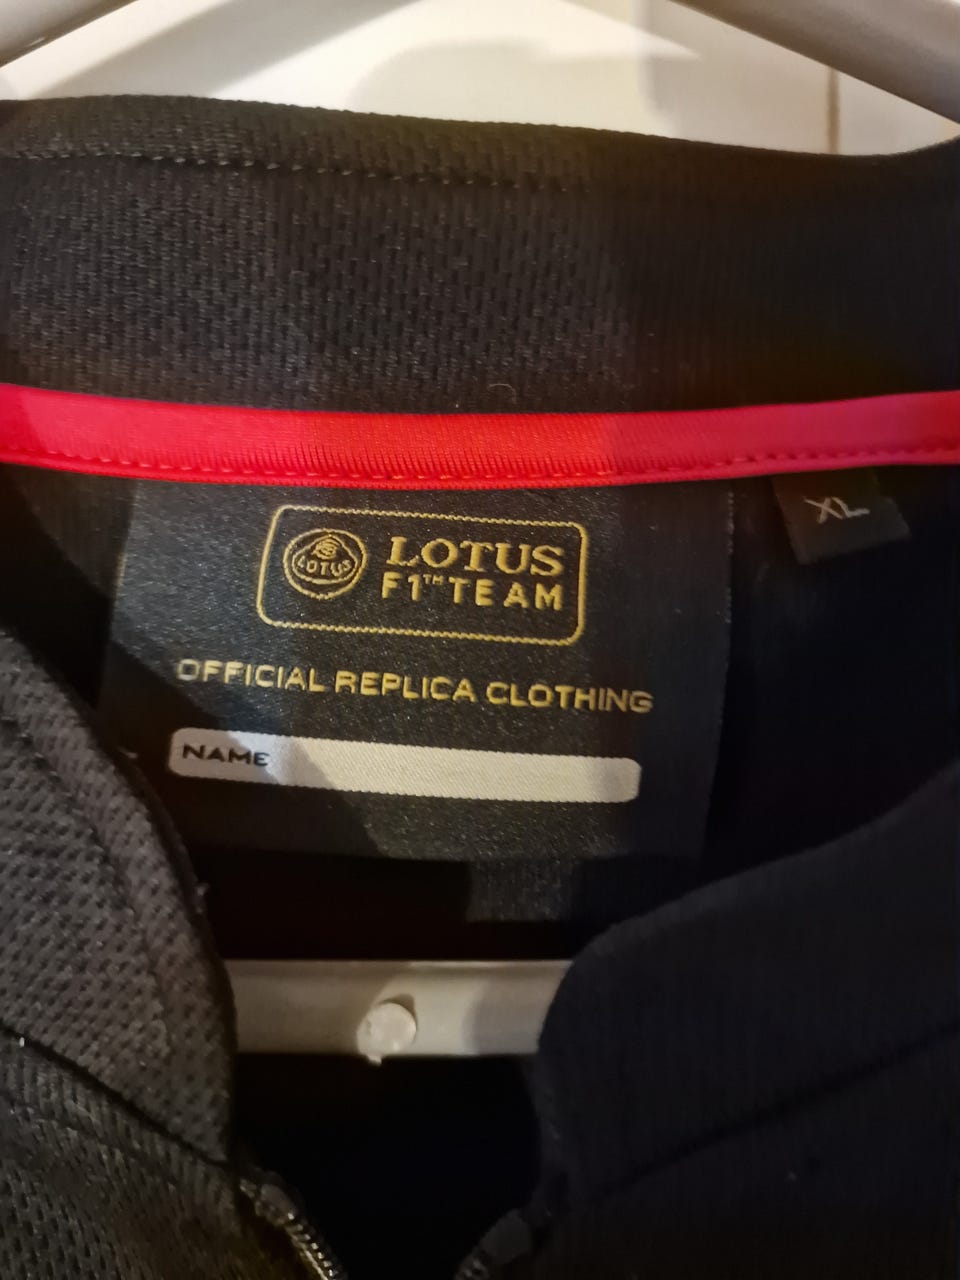 XL
LOTUS
LOTUS
F1™ TEAM
OFFICIAL REPLICA CLOTHING
NAME